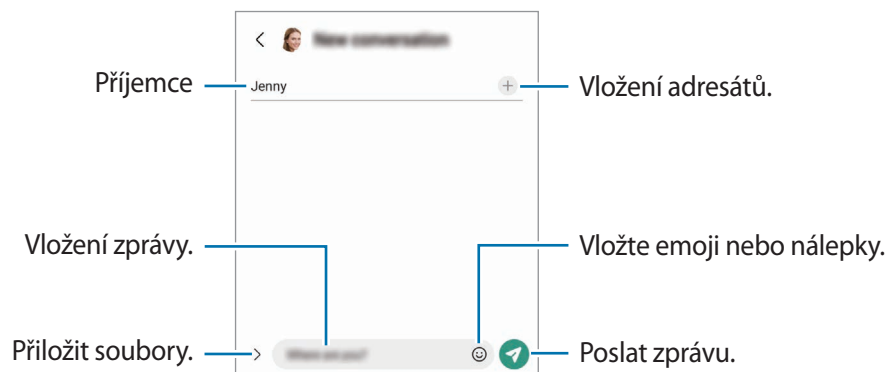 Příjemce
Jenny
Vložení adresátů.
Vložení zprávy.
Vložte emoji nebo nálepky.
Přiložit soubory.
Poslat zprávu.